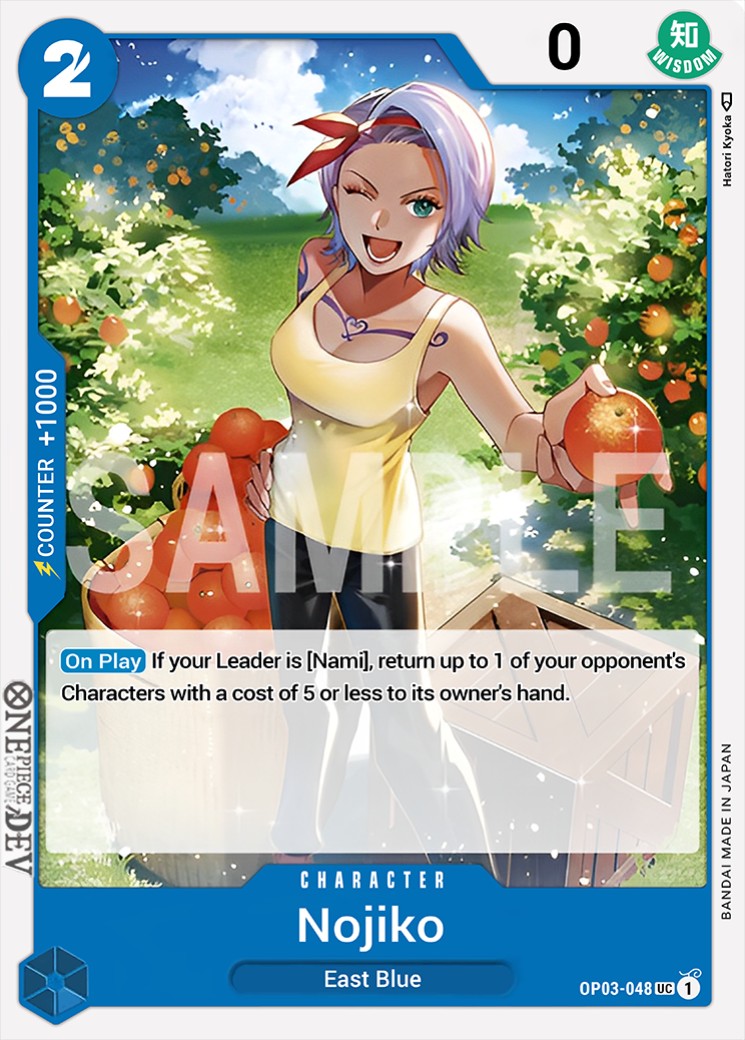 2
0
知
WISDOM
Hatori Kyoka
COUNTER +1000
SAMPLE
On Play If your Leader is [Nami], return up to 1 of your opponent's
Characters with a cost of 5 or less to its owner's hand.
ONE PIECE
CARD GAME
DEV
BANDAI MADE IN JAPAN
CHARACTER
Nojiko
East Blue
OP03-048 UC 1